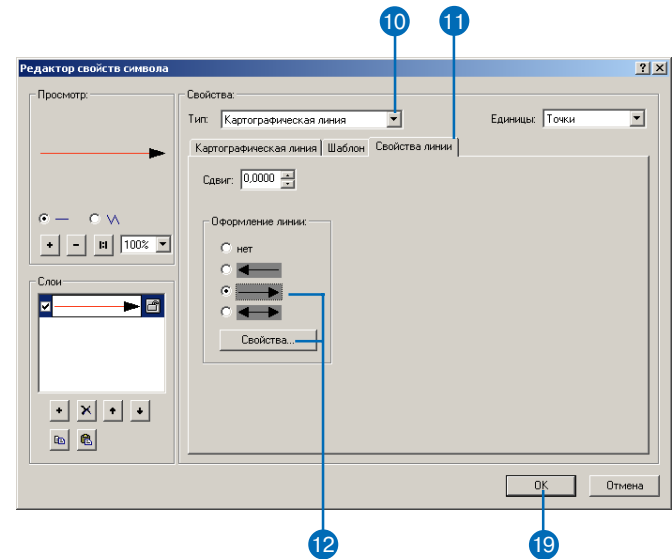 10 11
Редактор свойств символа
Просмотр:
100%
Слои
Свойства:
Тип: Картографическая линия
Единицы: Точки
Картографическая линия Шаблон Свойства линии
Сдвиг: 0,0000
Оформление линии:
нет
Свойства...
OK Отмена
12 19